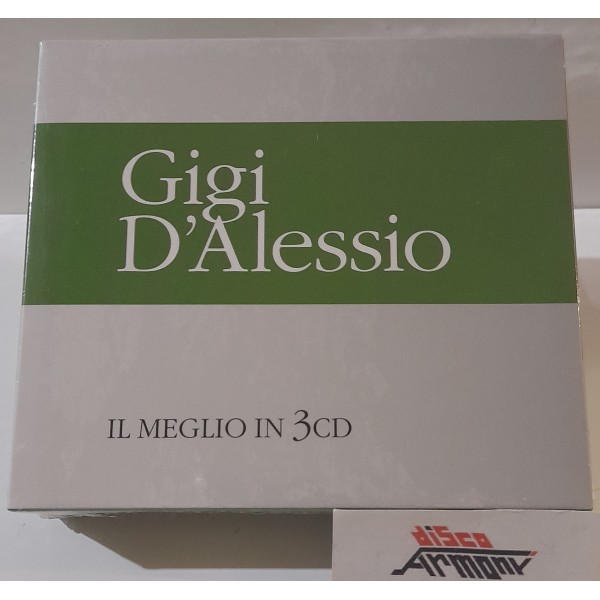 Gigi
D'Alessio
IL MEGLIO IN 3CD
disco
Armony